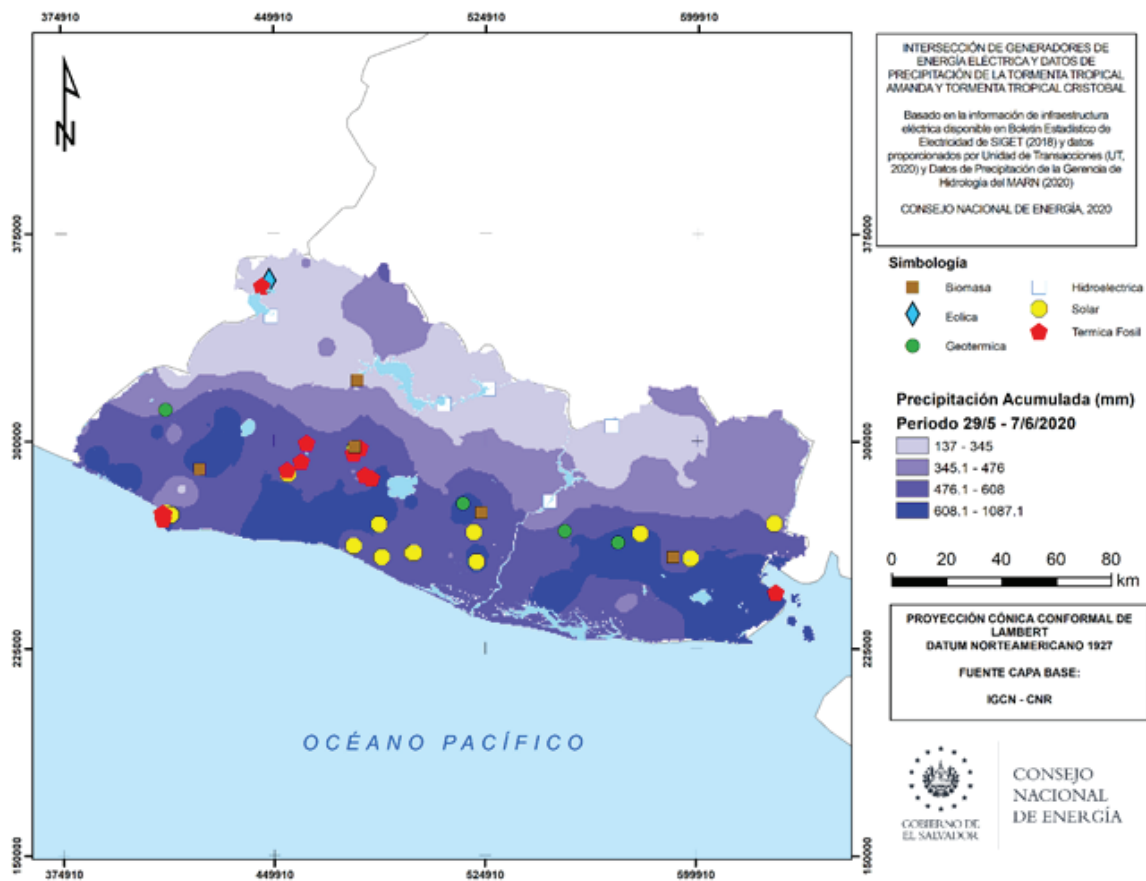 374910 449910 524910 599910
INTERSECCIÓN DE GENERADORES DE
ENERGÍA ELÉCTRICA Y DATOS DE
PRECIPITACIÓN DE LA TORMENTA TROPICAL
AMANDA Y TORMENTA TROPICAL CRISTOBAL
Basado en la información de infraestructura
eléctrica disponible en Boletín Estadístico de
Electricidad de SIGET (2018) y datos
proporcionados por Unidad de Transacciones (UT,
2020) y Datos de Precipitación de la Gerencia de
Hidrología del MARN (2020)
CONSEJO NACIONAL DE ENERGÍA, 2020
N
375000 375000
300000 300000
225000 225000
150000 150000
Simbología
Biomasa Hidroelectrica
Eolica Solar
Geotermica Termica Fosil
Precipitación Acumulada (mm)
Periodo 29/5 - 7/6/2020
137 - 345
345.1 - 476
476.1 - 608
608.1 - 1087.1
0 20 40 60 80
km
PROYECCIÓN CÓNICA CONFORMAL DE
LAMBERT
DATUM NORTEAMERICANO 1927
FUENTE CAPA BASE:
IGCN - CNR
OCÉANO PACÍFICO
GOBIERNO DE
EL SALVADOR
CONSEJO
NACIONAL
DE ENERGÍA
374910 449910 524910 599910